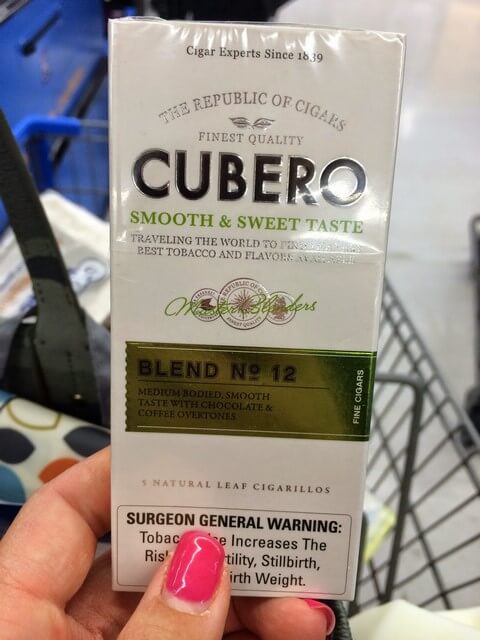 Cigar Experts Since 1839
THE REPUBLIC OF CIGARS
FINEST QUALITY
CUBERO
SMOOTH & SWEET TASTE
TRAVELING THE WORLD TO
BEST TOBACCO AND FLAVORS
Master Blenders
BLEND Nº 12
MEDIUM BODIED, SMOOTH
TASTE WITH CHOCOLATE &
COFFEE OVERTONES
FINE CIGARS
5 NATURAL LEAF CIGARILLOS
SURGEON GENERAL WARNING:
Increases The
Stillbirth,
Weight.